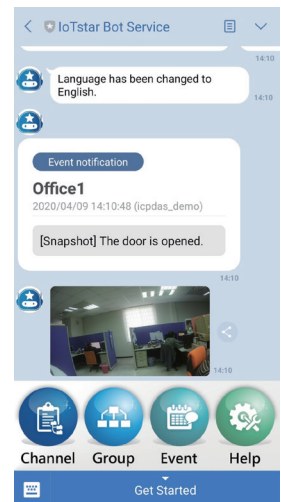 IoTstar Bot Service
14:10
Language has been changed to
English.
14:10
Event notification
Office1
2020/04/09 14:10:48 (icpdas_demo)
[Snapshot] The door is opened.
14:10
14:10
Channel Group Event Help
Get Started